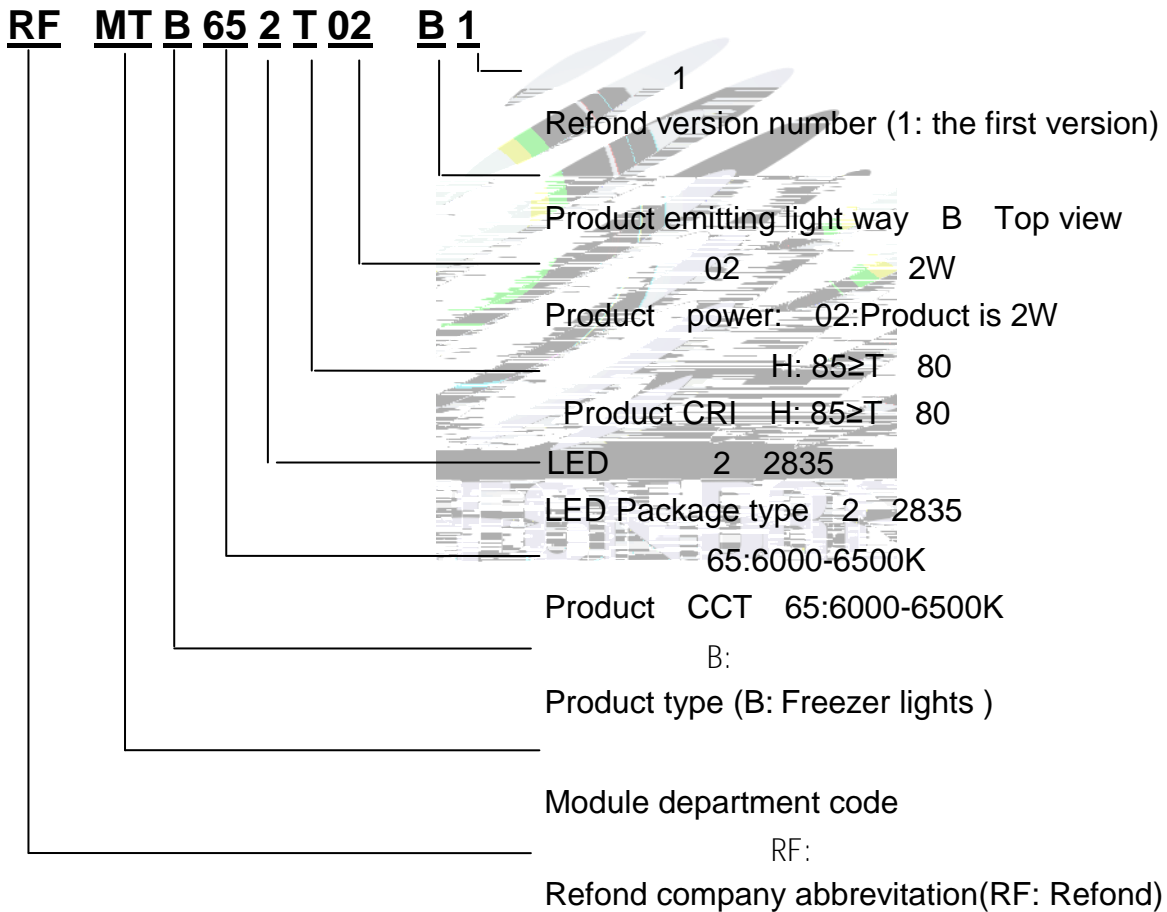 RF MT B 65 2 T 02 B 1
1
Refond version number (1: the first version)
Product emitting light way B Top view
02 2W
Product power: 02:Product is 2W
H: 85≥T 80
Product CRI H: 85≥T 80
LED 2 2835
LED Package type 2 2835
65:6000-6500K
Product CCT 65:6000-6500K
B:
Product type (B: Freezer lights )
Module department code
RF:
Refond company abbrevitation(RF: Refond)